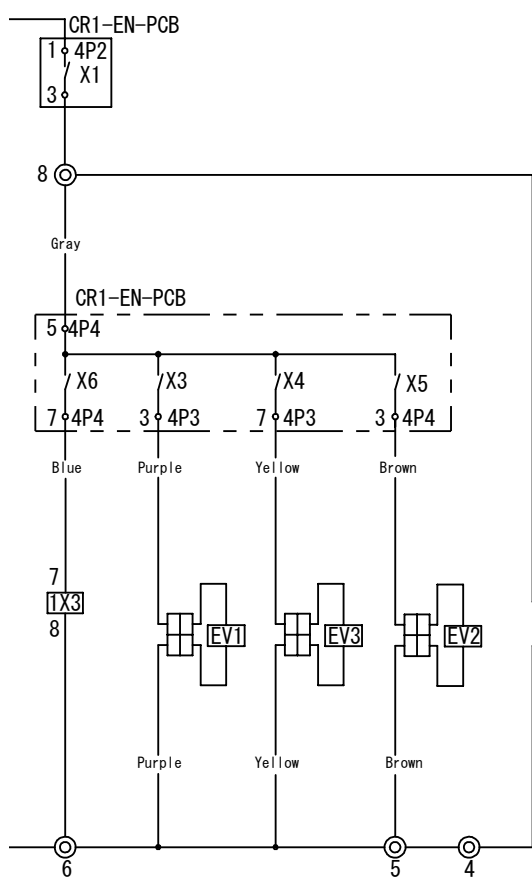 CR1-EN-PCB
1 4P2
X1
3
8
Gray
CR1-EN-PCB
5 4P4
X6 X3 X4 X5
7 4P4 3 4P3 7 4P3 3 4P4
Blue Purple Yellow Brown
7
1X3
8
EV1 EV3 EV2
Purple Yellow Brown
6 5 4